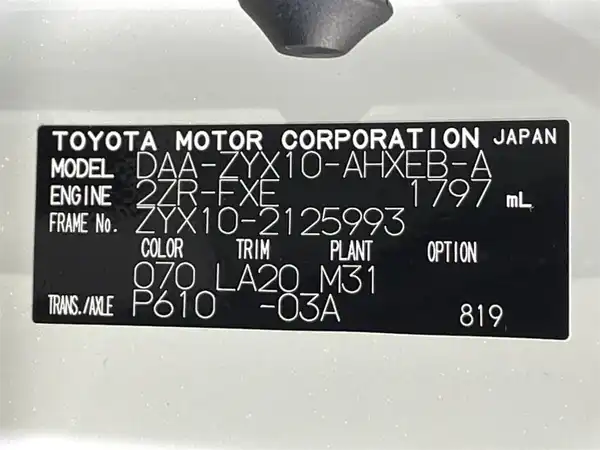 TOYOTA MOTOR CORPORATION JAPAN
MODEL DAA-ZYX10-AHXEB-A
ENGINE 2ZR-FXE 1797 mL
FRAME No. ZYX10-2125993
COLOR TRIM PLANT OPTION
070 LA20 M31
TRANS./AXLE P610 -03A 819